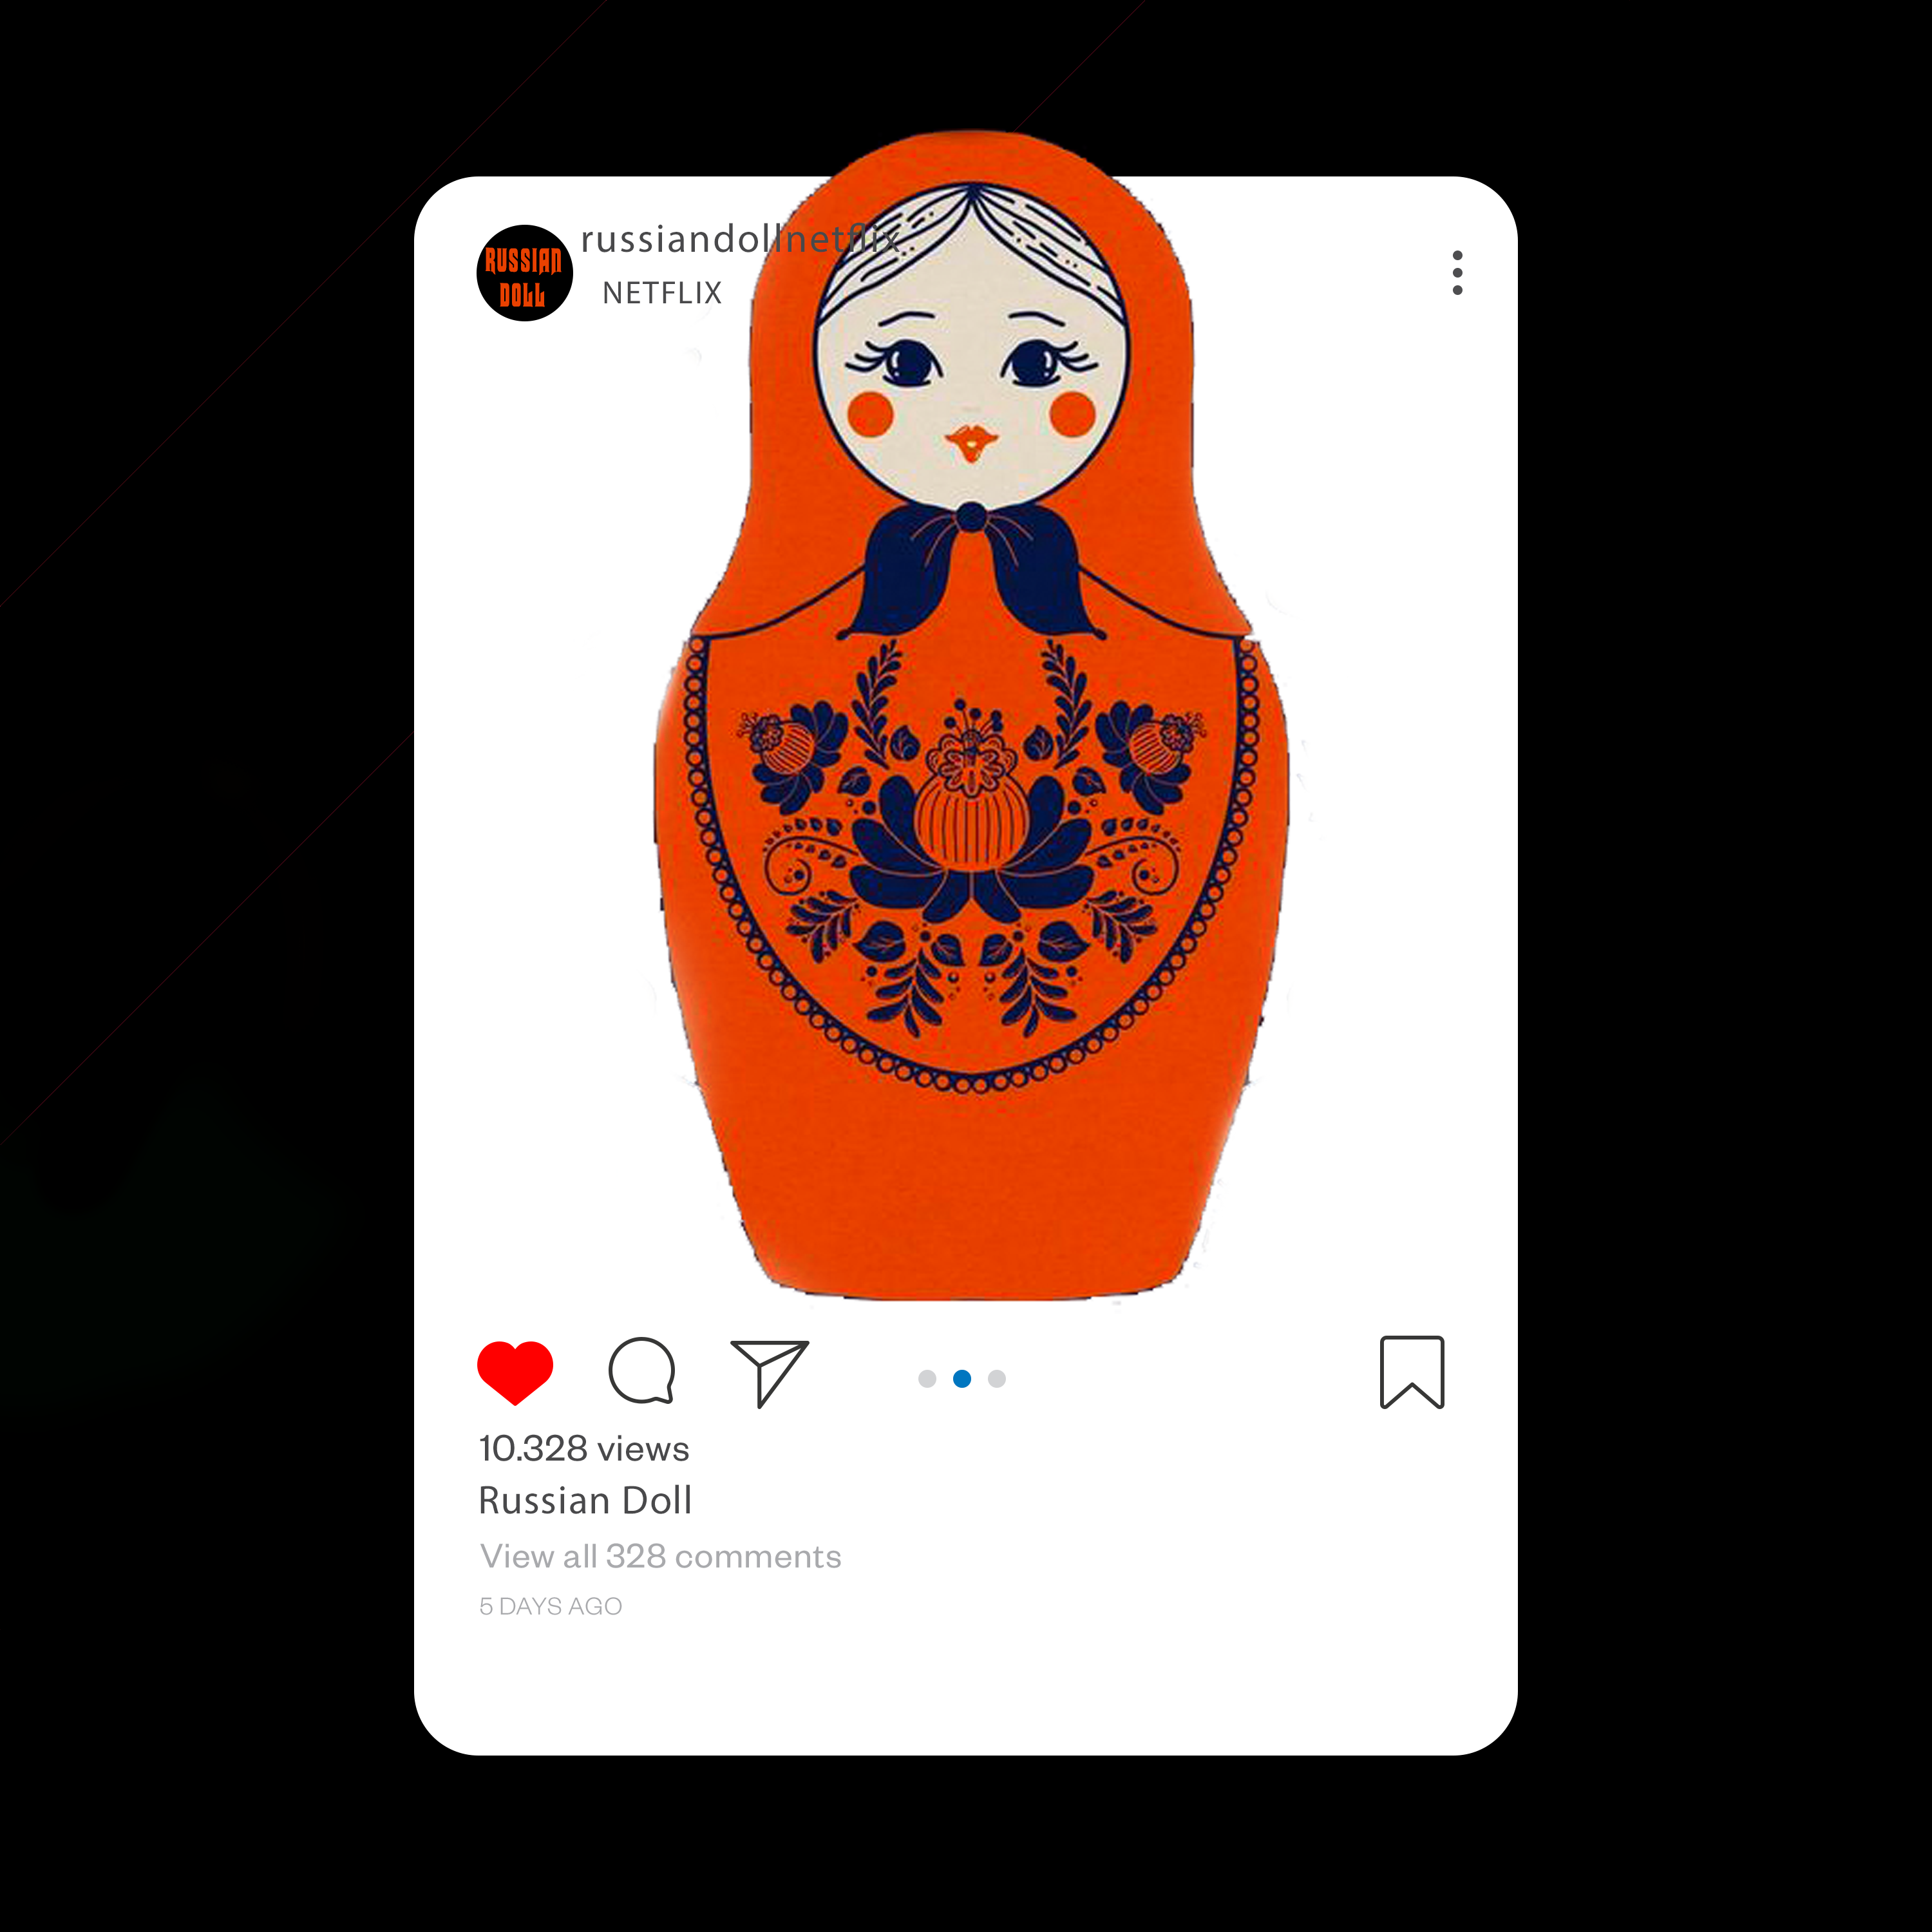 RUSSIAN
DOLL
russiandollnetflix
NETFLIX
10.328 views
Russian Doll
View all 328 comments
5 DAYS AGO